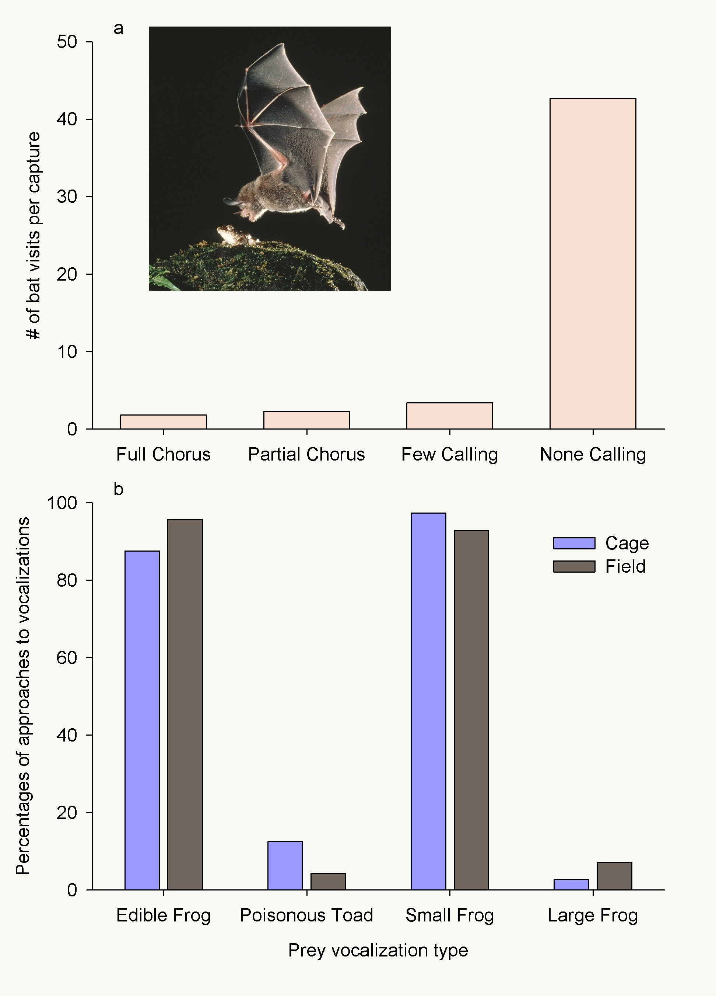 a
50
40
30
20
10
0
# of bat visits per capture
Full Chorus Partial Chorus Few Calling None Calling
b
100
80
60
40
20
0
Percentages of approaches to vocalizations
Cage
Field
Edible Frog Poisonous Toad Small Frog Large Frog
Prey vocalization type